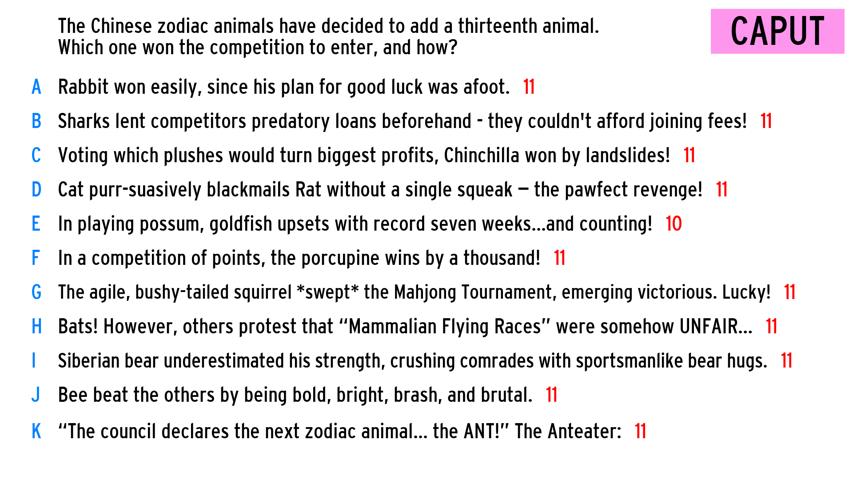 The Chinese zodiac animals have decided to add a thirteenth animal.
Which one won the competition to enter, and how?
CAPUT
A Rabbit won easily, since his plan for good luck was afoot. 11
B Sharks lent competitors predatory loans beforehand - they couldn't afford joining fees! 11
C Voting which plushes would turn biggest profits, Chinchilla won by landslides! 11
D Cat purr-suasively blackmails Rat without a single squeak – the pawfect revenge! 11
E In playing possum, goldfish upsets with record seven weeks...and counting! 10
F In a competition of points, the porcupine wins by a thousand! 11
G The agile, bushy-tailed squirrel *swept* the Mahjong Tournament, emerging victorious. Lucky! 11
H Bats! However, others protest that “Mammalian Flying Races” were somehow UNFAIR... 11
I Siberian bear underestimated his strength, crushing comrades with sportsmanlike bear hugs. 11
J Bee beat the others by being bold, bright, brash, and brutal. 11
K “The council declares the next zodiac animal... the ANT!” The Anteater: 11